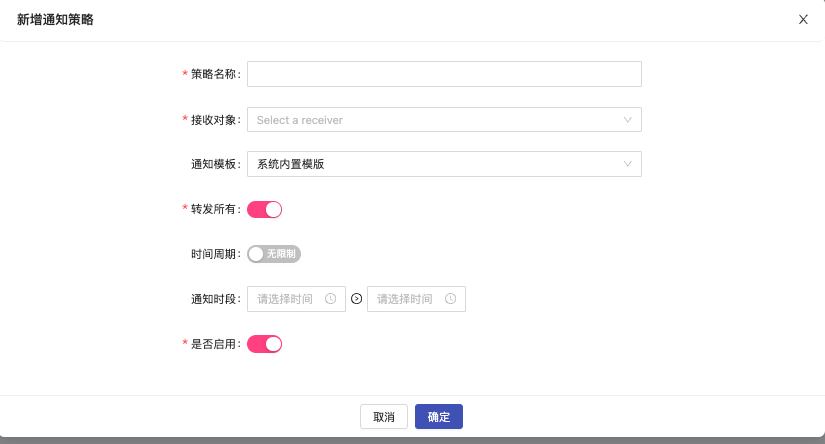 新增通知策略
* 策略名称:
* 接收对象: Select a receiver
通知模板: 系统内置模版
* 转发所有:
时间周期: 无限制
通知时段: 请选择时间 请选择时间
* 是否启用:
取消 确定